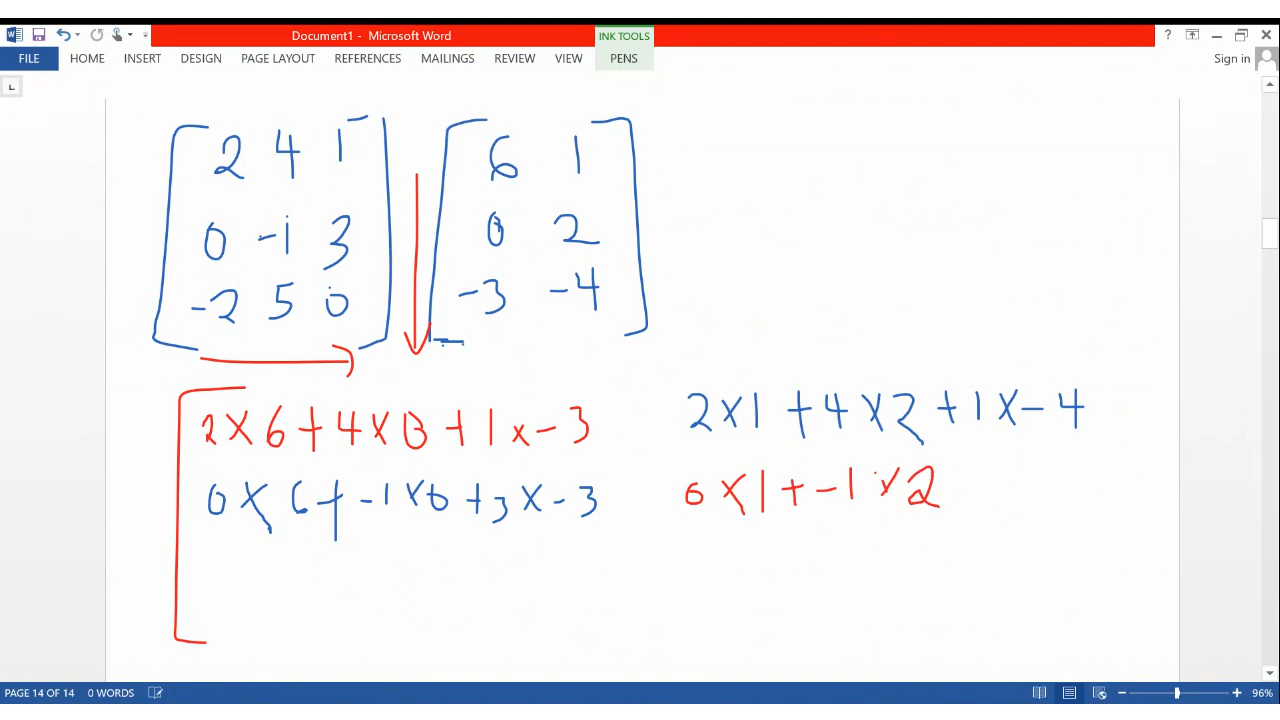 Document1 - Microsoft Word
INK TOOLS
?
FILE HOME INSERT DESIGN PAGE LAYOUT REFERENCES MAILINGS REVIEW VIEW PENS
Sign in
2 4 1 6 1
0 -1 3 0 2
-2 5 0 -3 -4
2×6+4×0+1×-3 2×1+4×2+1×-4
0×6+-1×0+3×-3 0×1+-1×2
PAGE 14 OF 14 0 WORDS 96%